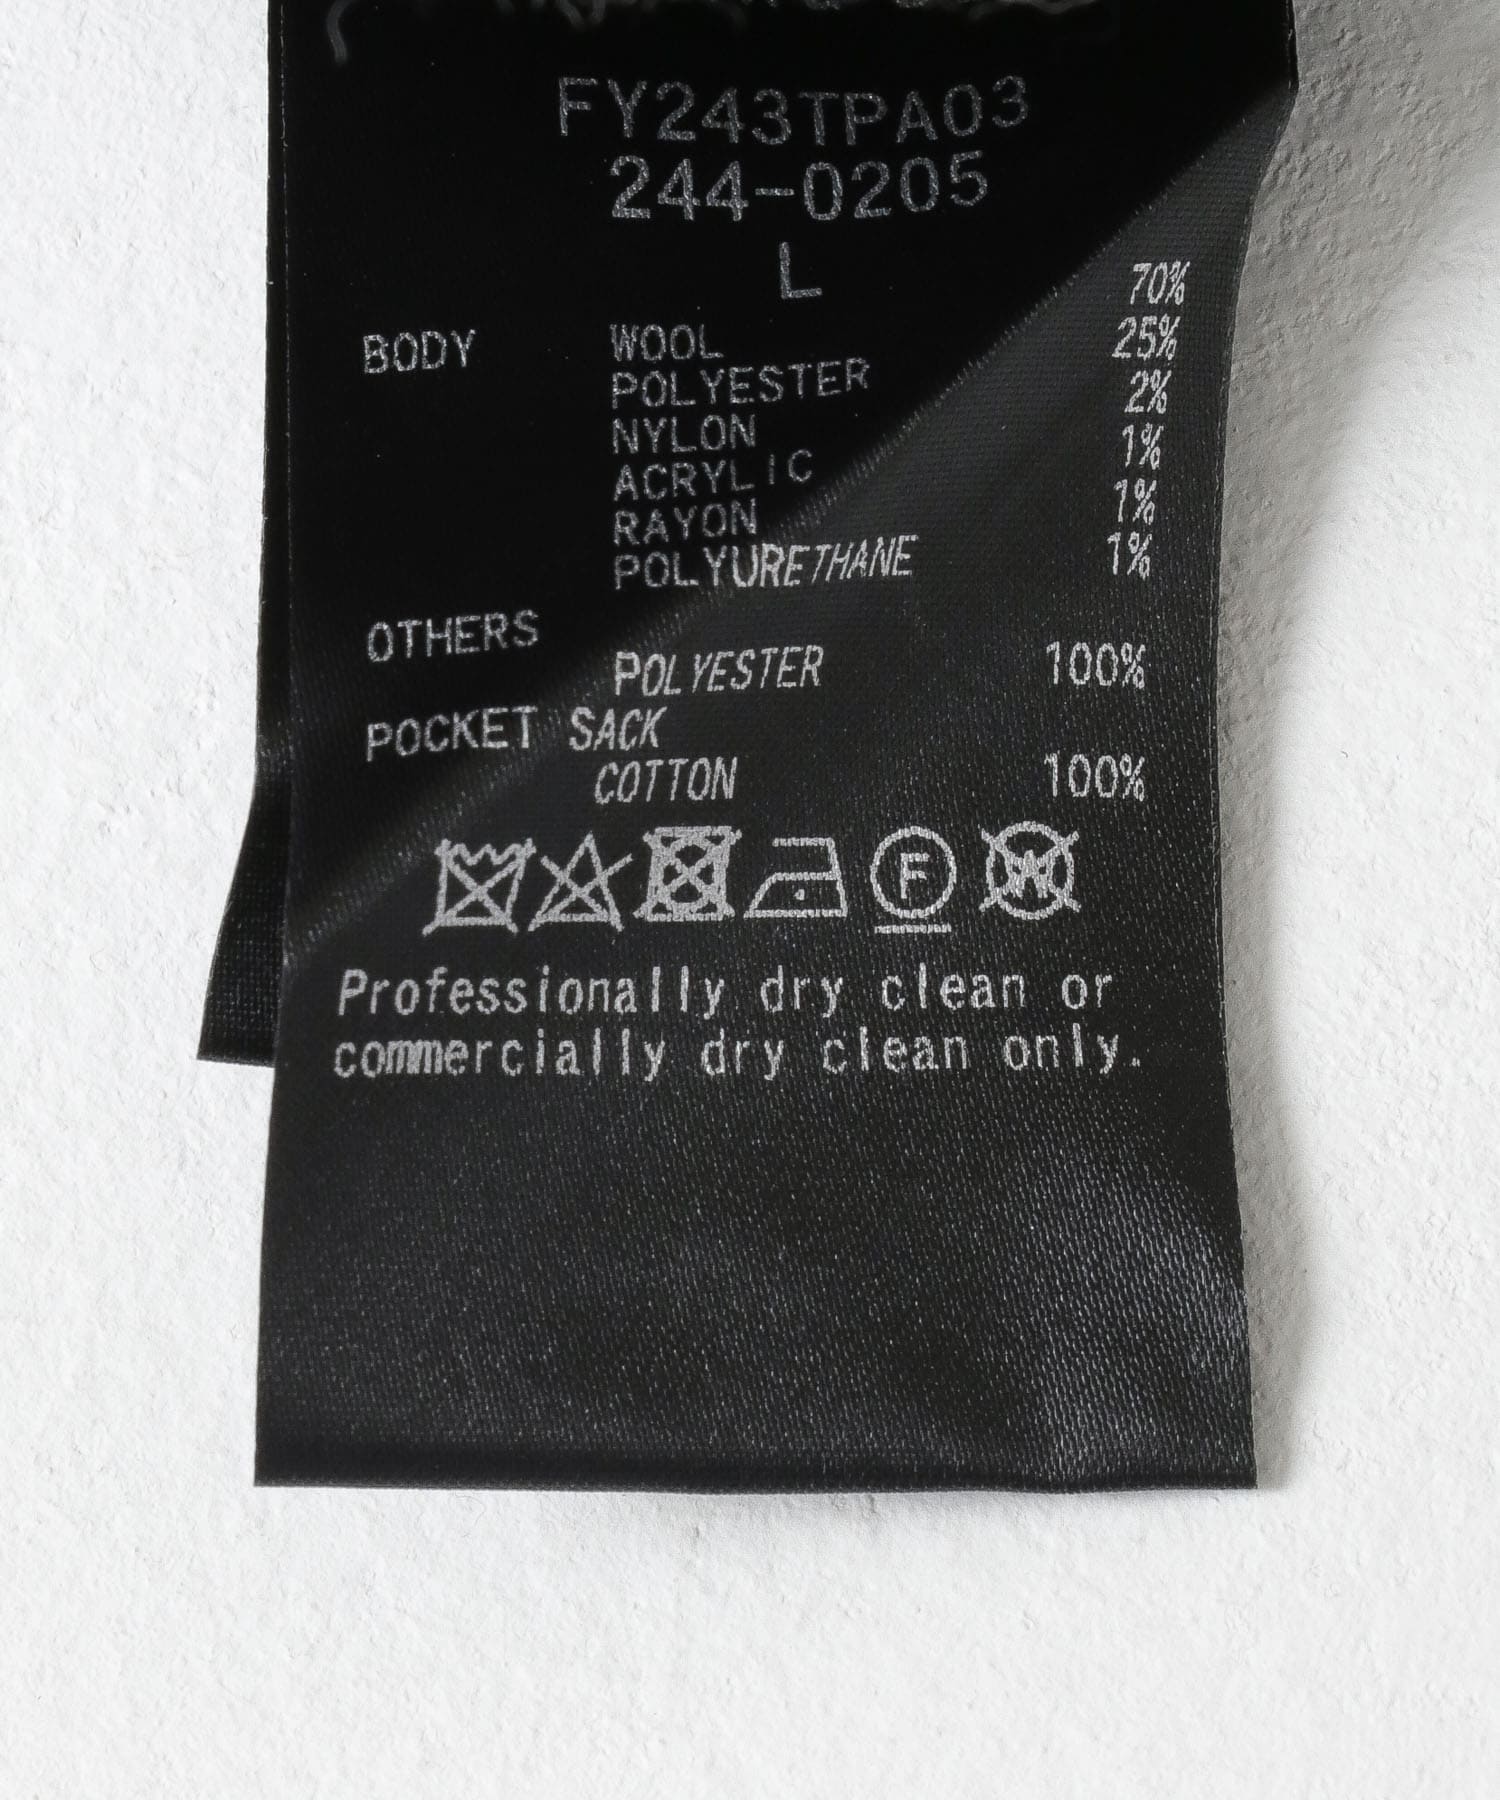 FY243TPA03
244-0205
L
BODY WOOL 70%
POLYESTER 25%
NYLON 2%
ACRYLIC 1%
RAYON 1%
POLYURETHANE 1%
OTHERS
POLYESTER 100%
POCKET SACK
COTTON 100%
F W
Professionally dry clean or
commercially dry clean only.